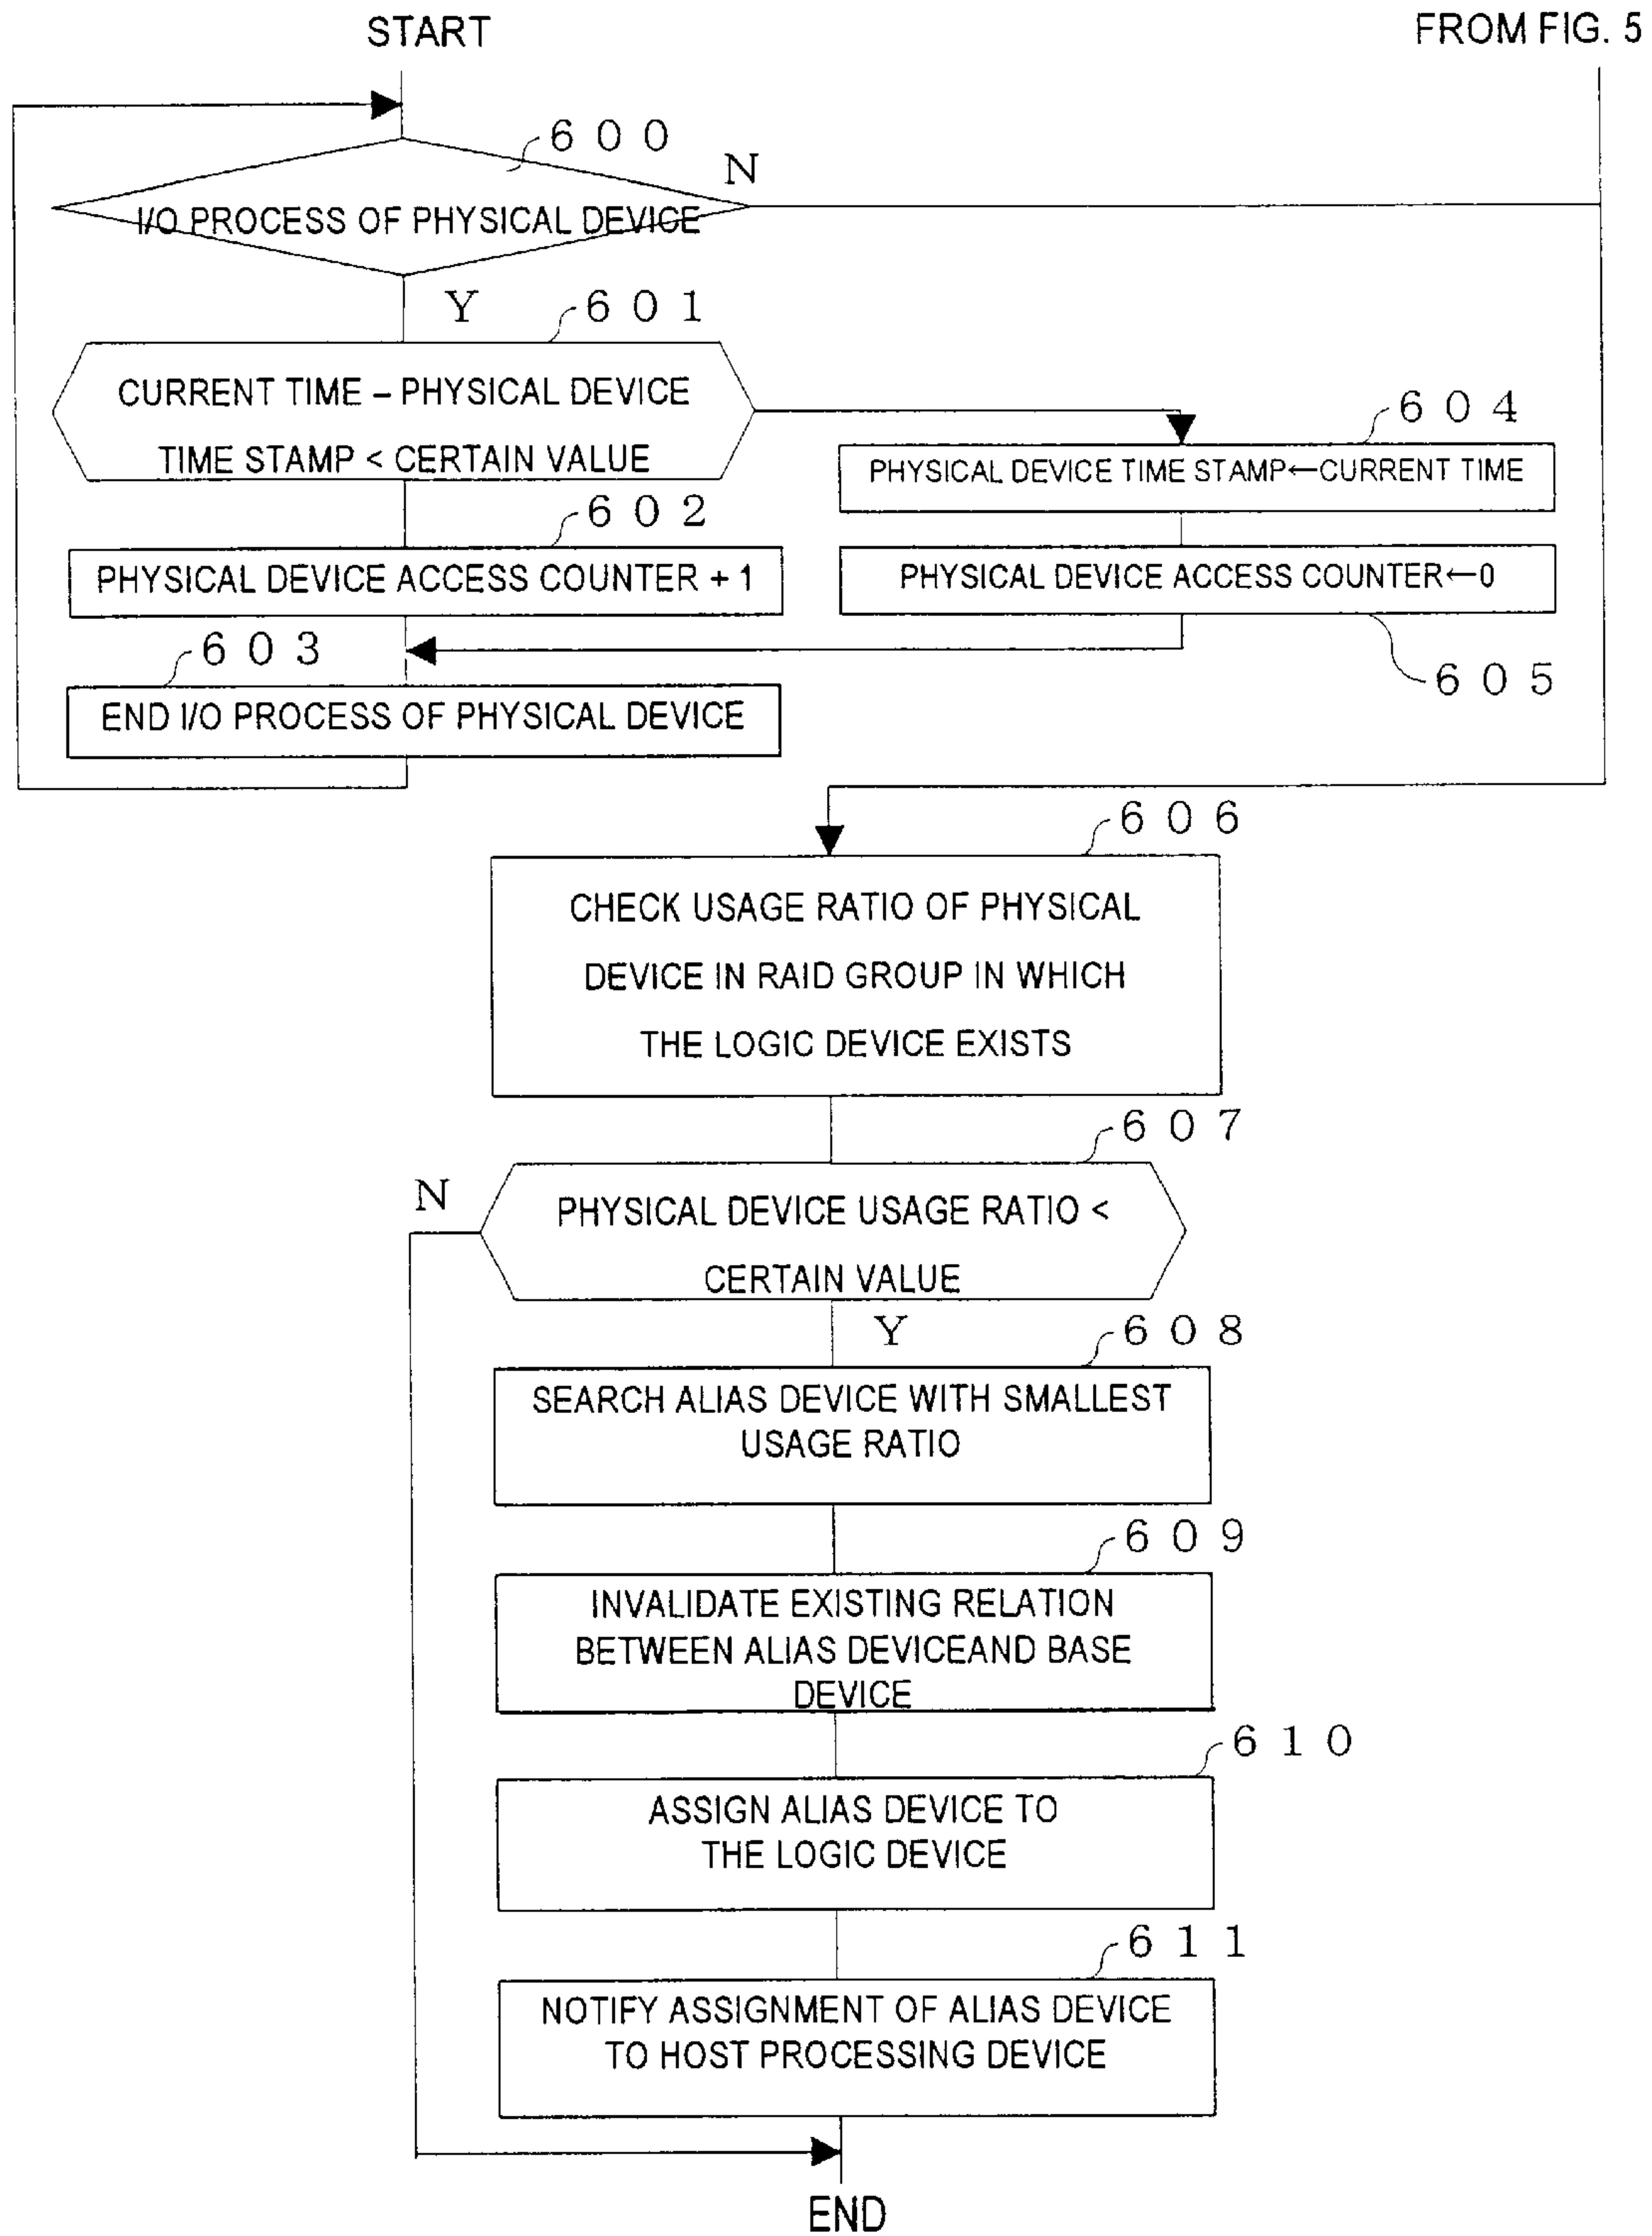 START
FROM FIG. 5
600
N
I/O PROCESS OF PHYSICAL DEVICE
Y
601
CURRENT TIME – PHYSICAL DEVICE
TIME STAMP < CERTAIN VALUE
604
PHYSICAL DEVICE TIME STAMP←CURRENT TIME
602
PHYSICAL DEVICE ACCESS COUNTER + 1
PHYSICAL DEVICE ACCESS COUNTER←0
603
605
END I/O PROCESS OF PHYSICAL DEVICE
606
CHECK USAGE RATIO OF PHYSICAL
DEVICE IN RAID GROUP IN WHICH
THE LOGIC DEVICE EXISTS
607
N
PHYSICAL DEVICE USAGE RATIO <
CERTAIN VALUE
Y
608
SEARCH ALIAS DEVICE WITH SMALLEST
USAGE RATIO
609
INVALIDATE EXISTING RELATION
BETWEEN ALIAS DEVICEAND BASE
DEVICE
610
ASSIGN ALIAS DEVICE TO
THE LOGIC DEVICE
611
NOTIFY ASSIGNMENT OF ALIAS DEVICE
TO HOST PROCESSING DEVICE
END